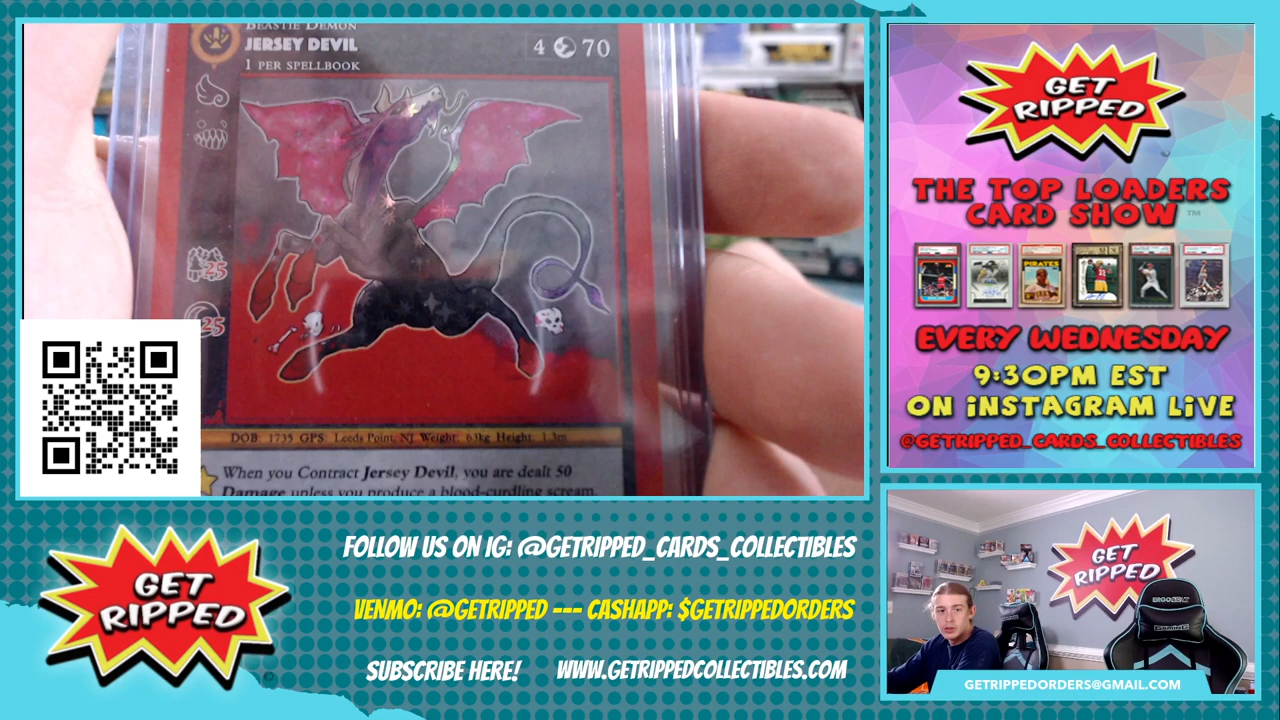 BEASTIE DEMON
JERSEY DEVIL
4 70
1 PER SPELLBOOK
25
25
DOB: 1735 GPS: Leeds Point, NJ Weight: 63kg Height: 1.3m
When you Contract Jersey Devil, you are dealt 50
Damage unless you produce a blood-curdling scream.
GET
RIPPED
THE TOP LOADERS
CARD SHOW ™
PIRATES
EVERY WEDNESDAY
9:30PM EST
ON INSTAGRAM LIVE
@GETRIPPED_CARDS_COLLECTIBLES
GET
RIPPED
FOLLOW US ON IG: @GETRIPPED_CARDS_COLLECTIBLES
VENMO: @GETRIPPED --- CASHAPP: $GETRIPPEDORDERS
SUBSCRIBE HERE! WWW.GETRIPPEDCOLLECTIBLES.COM
GET
RIPPED
GAMING
GETRIPPEDORDERS@GMAIL.COM